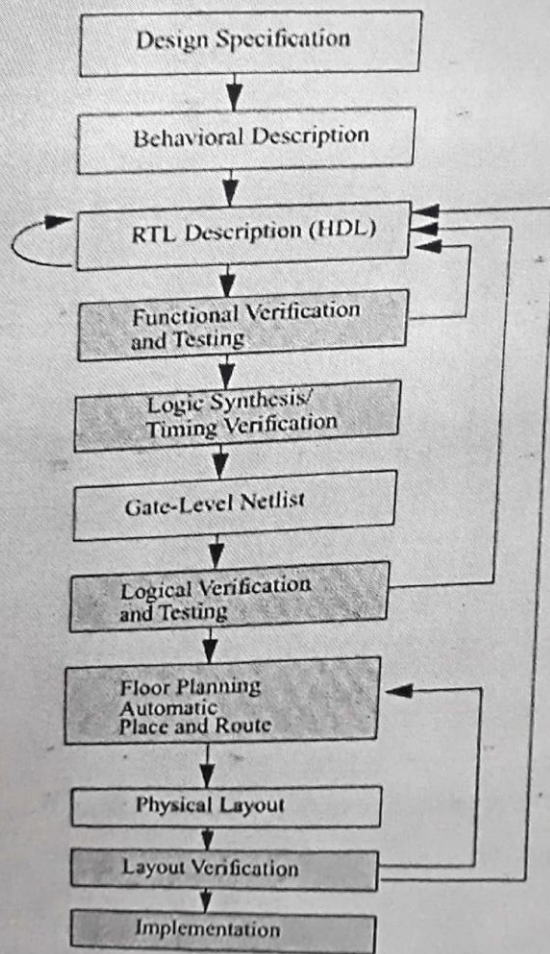 Design Specification
Behavioral Description
RTL Description (HDL)
Functional Verification
and Testing
Logic Synthesis/
Timing Verification
Gate-Level Netlist
Logical Verification
and Testing
Floor Planning
Automatic
Place and Route
Physical Layout
Layout Verification
Implementation